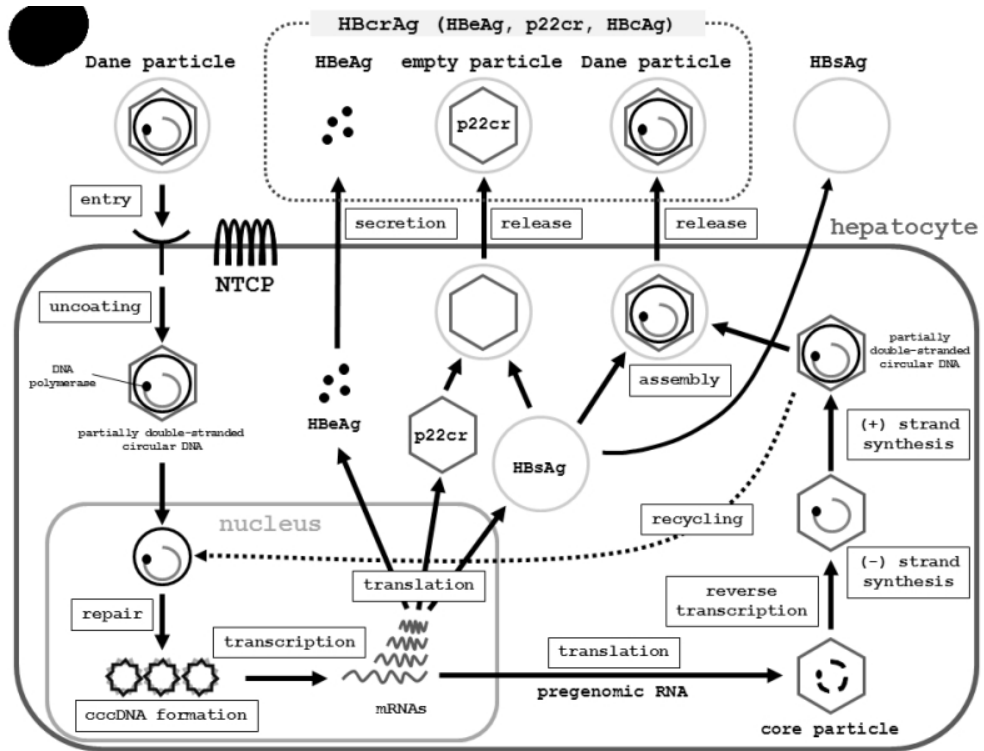 HBcrAg (HBeAg, p22cr, HBcAg)
Dane particle
HBeAg
empty particle
Dane particle
HBsAg
p22cr
entry
secretion
release
release
hepatocyte
NTCP
uncoating
DNA
polymerase
partially double-stranded
circular DNA
HBeAg
p22cr
HBsAg
assembly
partially
double-stranded
circular DNA
(+) strand
synthesis
nucleus
recycling
translation
(-) strand
synthesis
reverse
transcription
repair
transcription
translation
cccDNA formation
mRNAs
pregenomic RNA
core particle